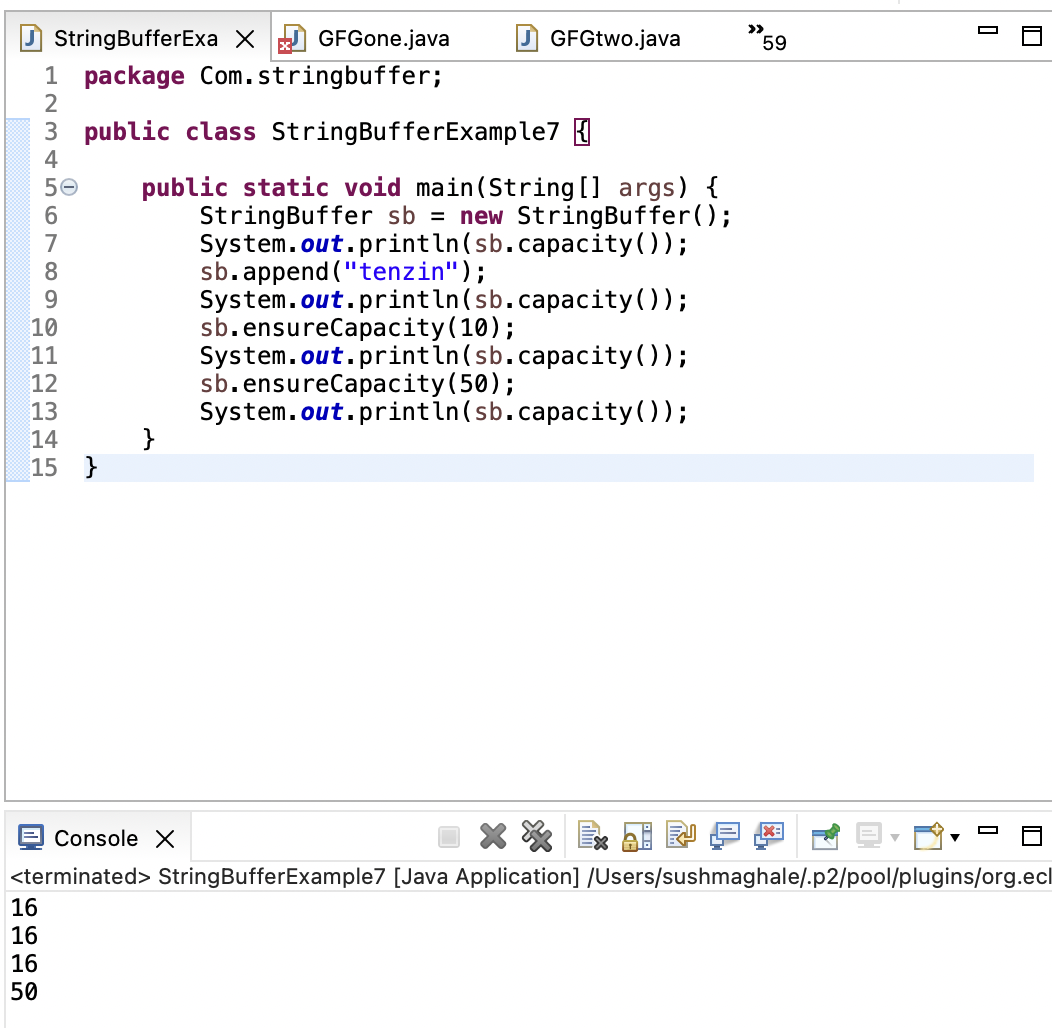 StringBufferExa GFGone.java GFGtwo.java »59
1 package Com.stringbuffer;
2
3 public class StringBufferExample7 {
4
5 public static void main(String[] args) {
6 StringBuffer sb = new StringBuffer();
7 System.out.println(sb.capacity());
8 sb.append("tenzin");
9 System.out.println(sb.capacity());
10 sb.ensureCapacity(10);
11 System.out.println(sb.capacity());
12 sb.ensureCapacity(50);
13 System.out.println(sb.capacity());
14 }
15 }
Console
<terminated> StringBufferExample7 [Java Application] /Users/sushmaghale/.p2/pool/plugins/org.ecl
16
16
16
50